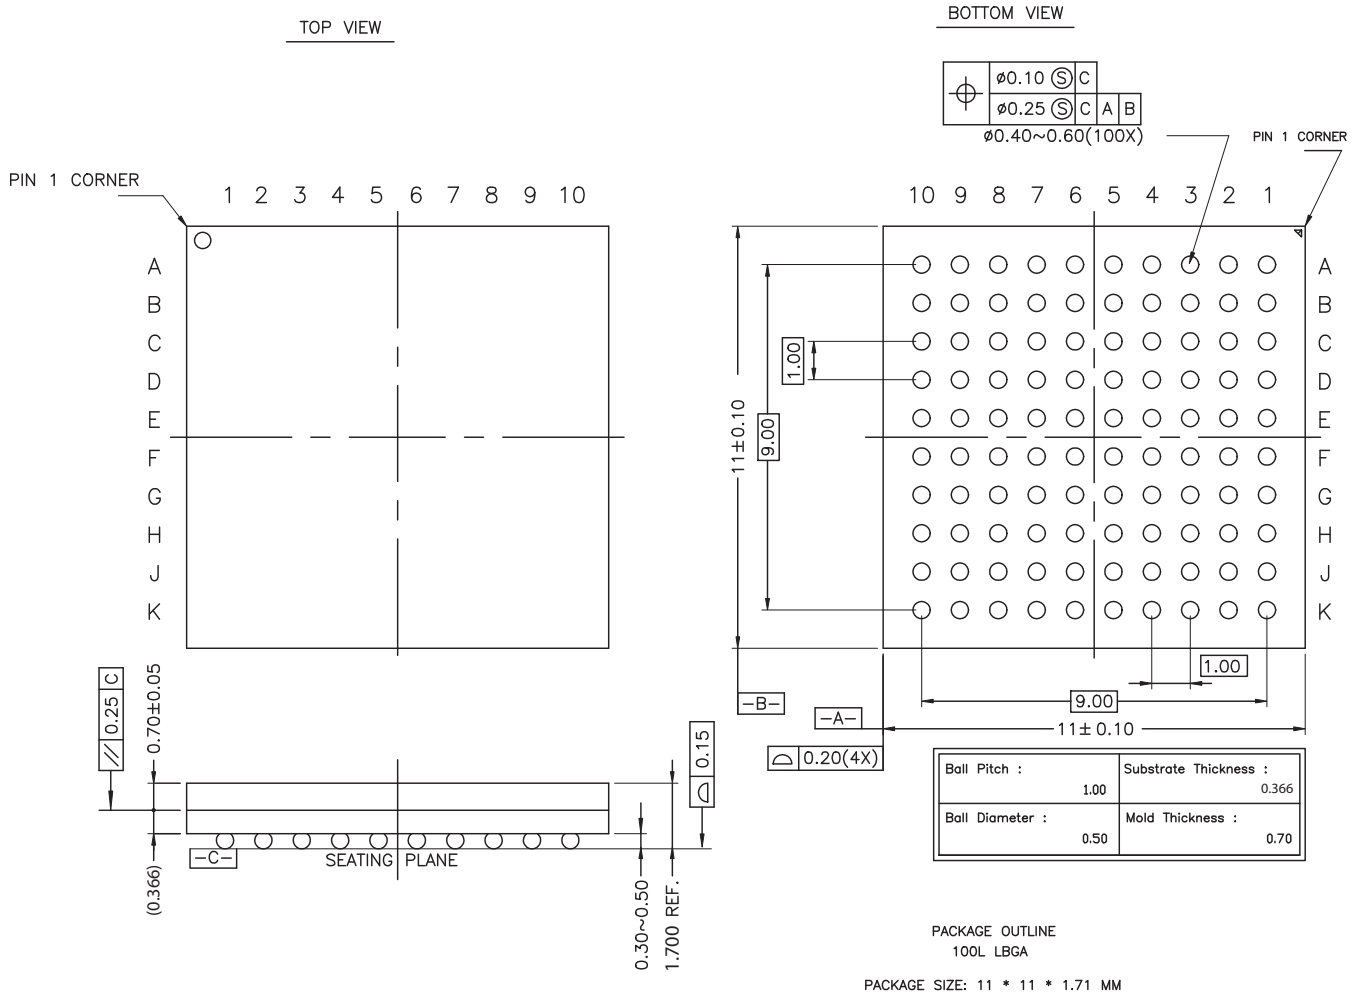 TOP VIEW
BOTTOM VIEW
⌀0.10 Ⓢ C
⌀0.25 Ⓢ C A B
⌀0.40~0.60(100X)
PIN 1 CORNER
PIN 1 CORNER
1 2 3 4 5 6 7 8 9 10
10 9 8 7 6 5 4 3 2 1
A
B
C
D
E
F
G
H
J
K
A
B
C
D
E
F
G
H
J
K
1.00
9.00
11±0.10
1.00
9.00
11±0.10
-B-
-A-
0.20(4X)
// 0.25 C
0.70±0.05
(0.366)
0.15
-C-
SEATING PLANE
0.30~0.50
1.700 REF.
Ball Pitch :
1.00
Substrate Thickness :
0.366
Ball Diameter :
0.50
Mold Thickness :
0.70
PACKAGE OUTLINE
100L LBGA
PACKAGE SIZE: 11 * 11 * 1.71 MM